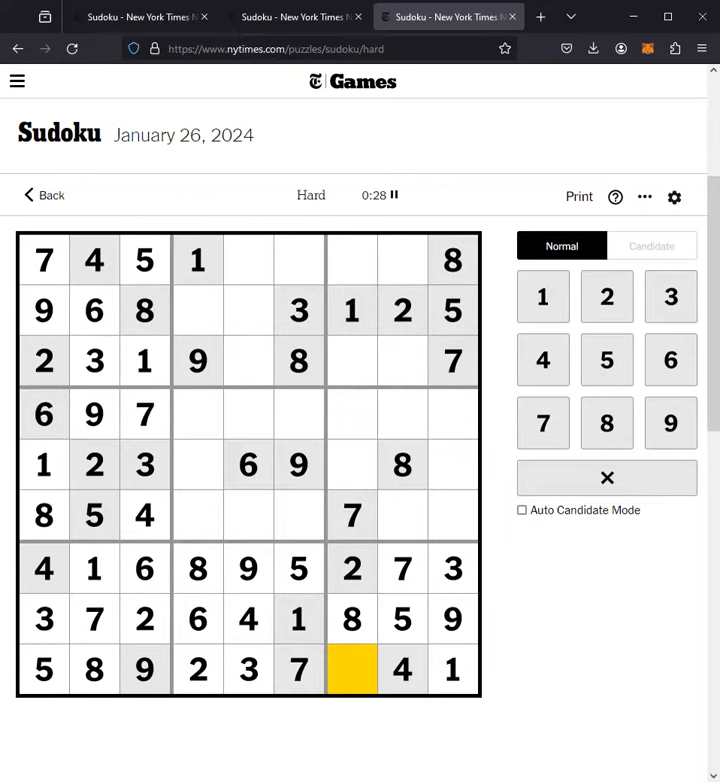 Sudoku - New York Times N
Sudoku - New York Times N
Sudoku - New York Times N
https://www.nytimes.com/puzzles/sudoku/hard
T Games
Sudoku January 26, 2024
Back Hard 0:28 Print ? ...
Normal Candidate
7 4 5 1 8
9 6 8 3 1 2 5
2 3 1 9 8 7
6 9 7
1 2 3 6 9 8
8 5 4 7
4 1 6 8 9 5 2 7 3
3 7 2 6 4 1 8 5 9
5 8 9 2 3 7 4 1
1 2 3
4 5 6
7 8 9
Auto Candidate Mode